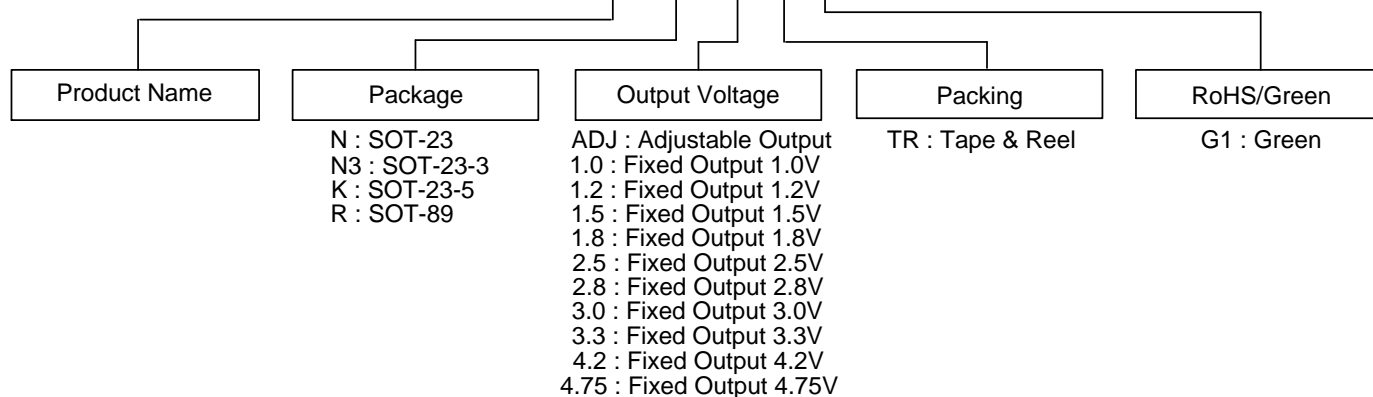 Product Name
Package
Output Voltage
Packing
RoHS/Green
N : SOT-23
N3 : SOT-23-3
K : SOT-23-5
R : SOT-89
ADJ : Adjustable Output
1.0 : Fixed Output 1.0V
1.2 : Fixed Output 1.2V
1.5 : Fixed Output 1.5V
1.8 : Fixed Output 1.8V
2.5 : Fixed Output 2.5V
2.8 : Fixed Output 2.8V
3.0 : Fixed Output 3.0V
3.3 : Fixed Output 3.3V
4.2 : Fixed Output 4.2V
4.75 : Fixed Output 4.75V
TR : Tape & Reel
G1 : Green